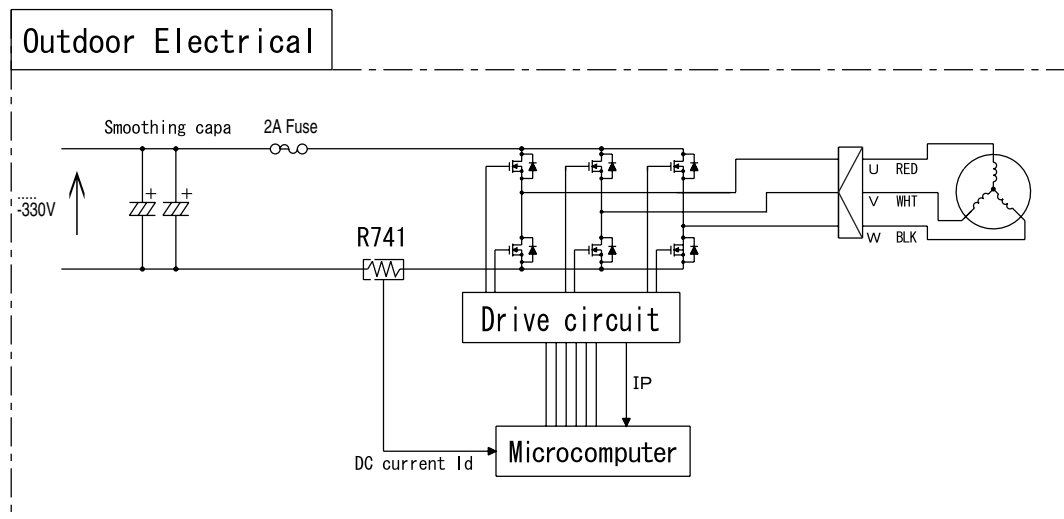 Outdoor Electrical
Smoothing capa
2A Fuse
+ +
-330V
R741
U RED
V WHT
W BLK
Drive circuit
IP
Microcomputer
DC current Id